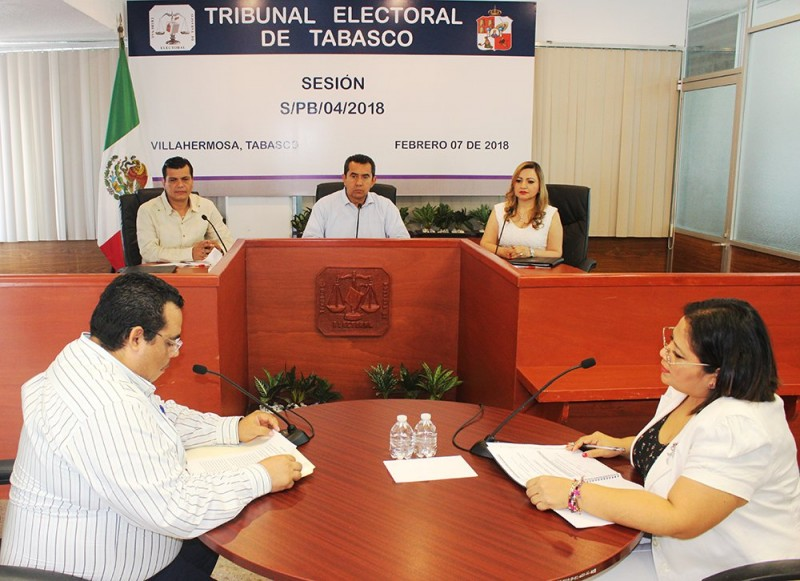 TRIBUNAL ELECTORAL
DE TABASCO
SESIÓN
S/PB/04/2018
VILLAHERMOSA, TABASCO
FEBRERO 07 DE 2018